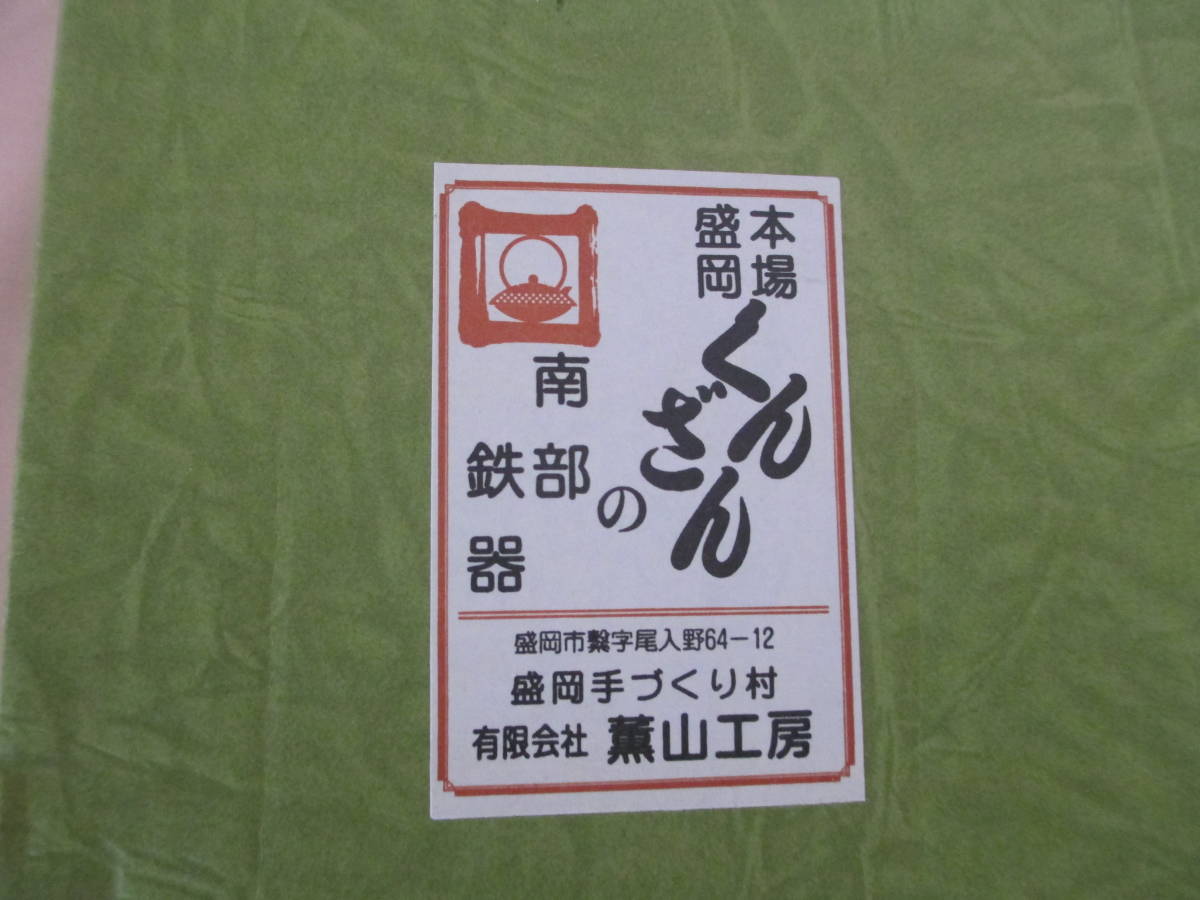 本場
盛岡
くんざんの
南部
鉄器
盛岡市繋字尾入野64-12
盛岡手づくり村
有限会社 薫山工房